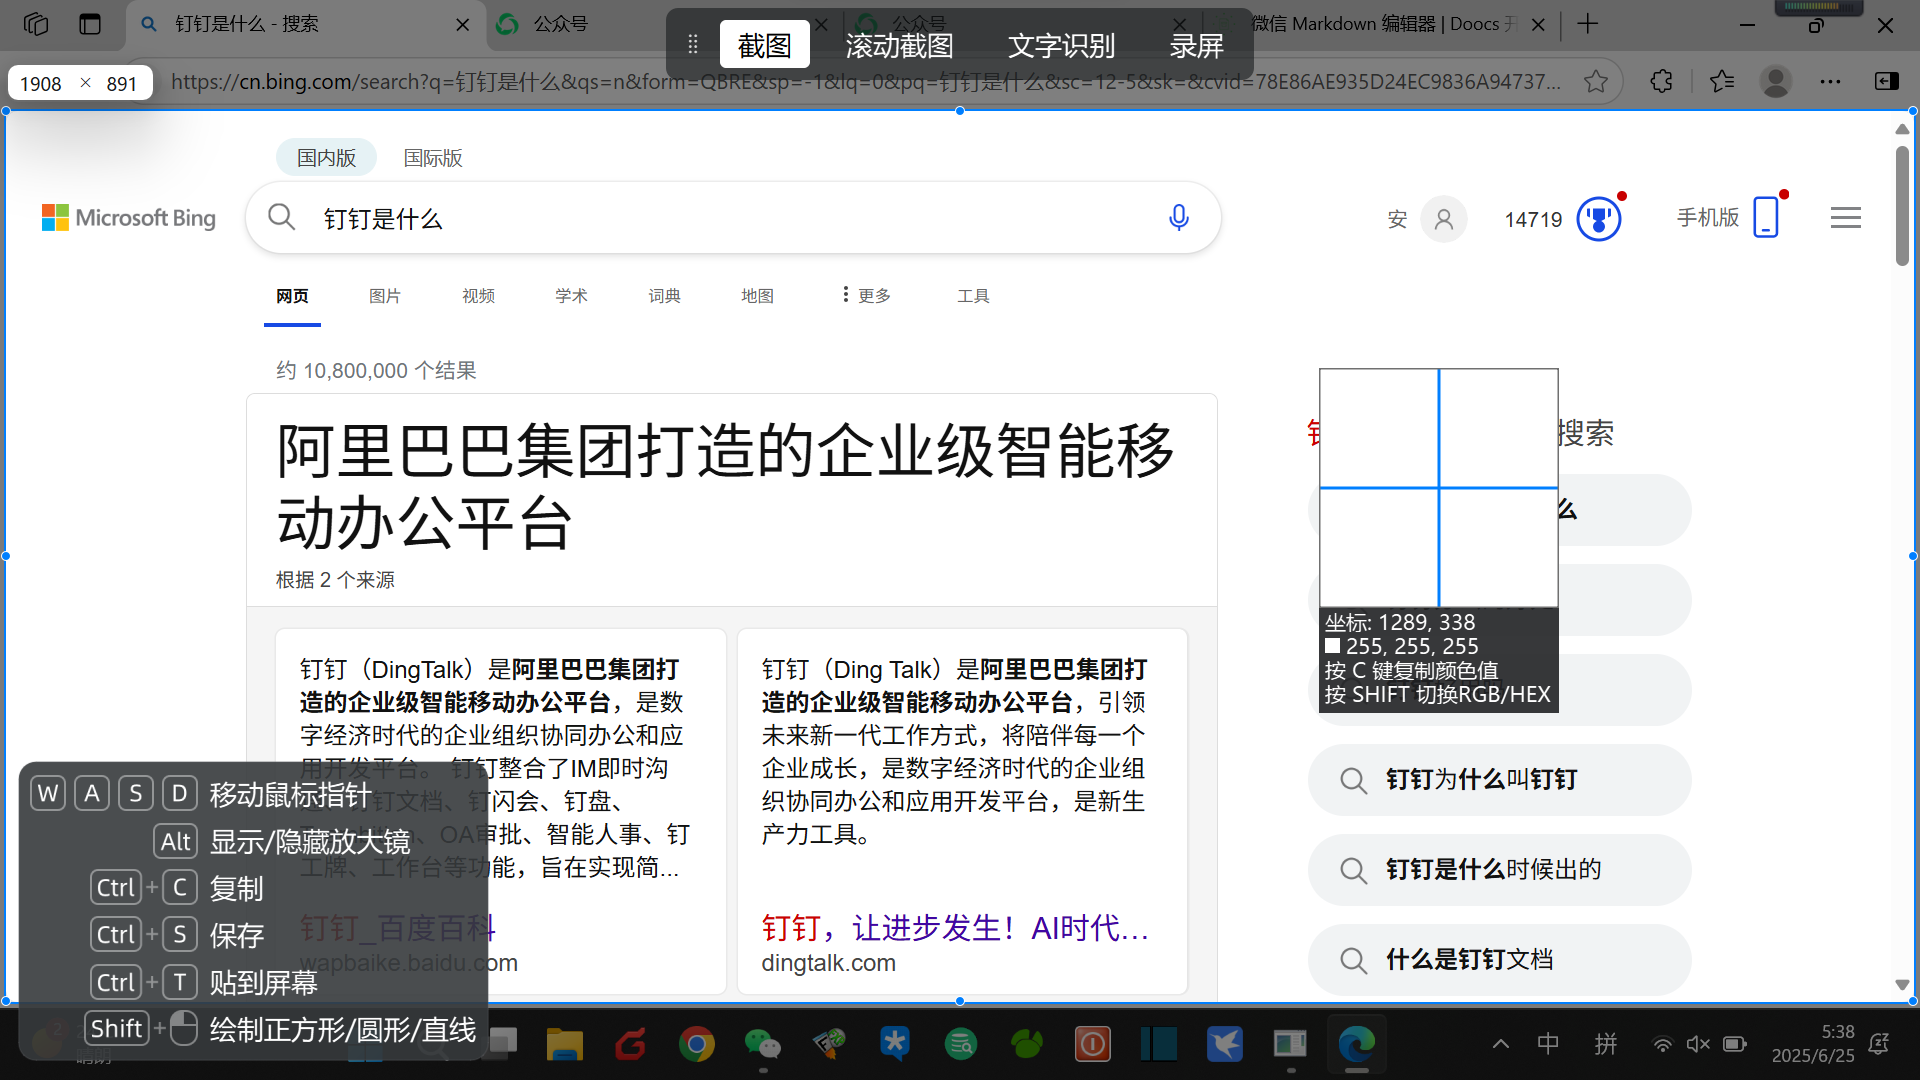 钉钉是什么 - 搜索
公众号
公众号
微信 Markdown 编辑器 | Doocs 开
截图
滚动截图
文字识别
录屏
1908 × 891
https://cn.bing.com/search?q=钉钉是什么&qs=n&form=QBRE&sp=-1&lq=0&pq=钉钉是什么&sc=12-5&sk=&cvid=78E86AE935D24EC9836A94737...
国内版
国际版
Microsoft Bing
钉钉是什么
安
14719
手机版
网页
图片
视频
学术
词典
地图
更多
工具
约 10,800,000 个结果
阿里巴巴集团打造的企业级智能移
动办公平台
根据 2 个来源
钉钉（DingTalk）是阿里巴巴集团打
造的企业级智能移动办公平台，是数
字经济时代的企业组织协同办公和应
用开发平台。 钉钉整合了IM即时沟
钉文档、钉闪会、钉盘、
、OA审批、智能人事、钉
工牌、工作台等功能，旨在实现简...
钉钉_百度百科
wapbaike.baidu.com
钉钉（Ding Talk）是阿里巴巴集团打
造的企业级智能移动办公平台，引领
未来新一代工作方式，将陪伴每一个
企业成长，是数字经济时代的企业组
织协同办公和应用开发平台，是新生
产力工具。
钉钉，让进步发生！AI时代...
dingtalk.com
搜索
么
坐标: 1289, 338
255, 255, 255
按 C 键复制颜色值
按 SHIFT 切换RGB/HEX
钉钉为什么叫钉钉
钉钉是什么时候出的
什么是钉钉文档
W A S D 移动鼠标指针
Alt 显示/隐藏放大镜
Ctrl + C 复制
Ctrl + S 保存
Ctrl + T 贴到屏幕
Shift + 绘制正方形/圆形/直线
中
拼
5:38
2025/6/25